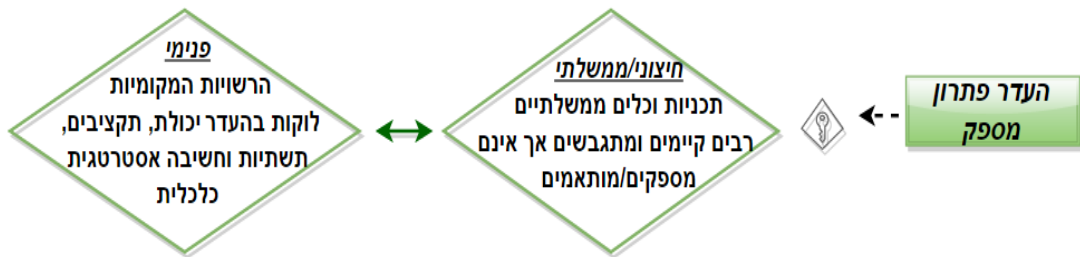 העדר פתרון
מספק
חיצוני/ממשלתי
תכניות וכלים ממשלתיים
רבים קיימים ומתגבשים אך אינם
מספקים/מותאמים
פנימי
הרשויות המקומיות
לוקות בהעדר יכולת, תקציבים,
תשתיות וחשיבה אסטרטגית
כלכלית